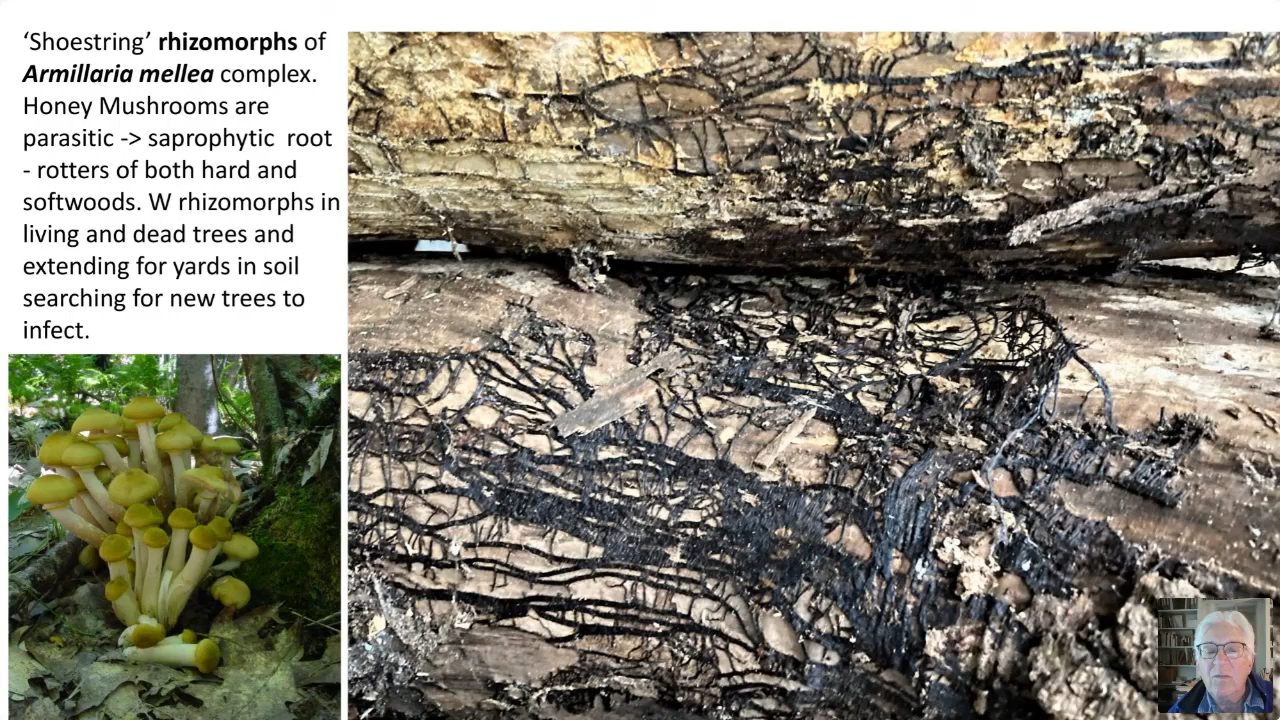 ‘Shoestring’ rhizomorphs of
Armillaria mellea complex.
Honey Mushrooms are
parasitic -> saprophytic root
- rotters of both hard and
softwoods. W rhizomorphs in
living and dead trees and
extending for yards in soil
searching for new trees to
infect.